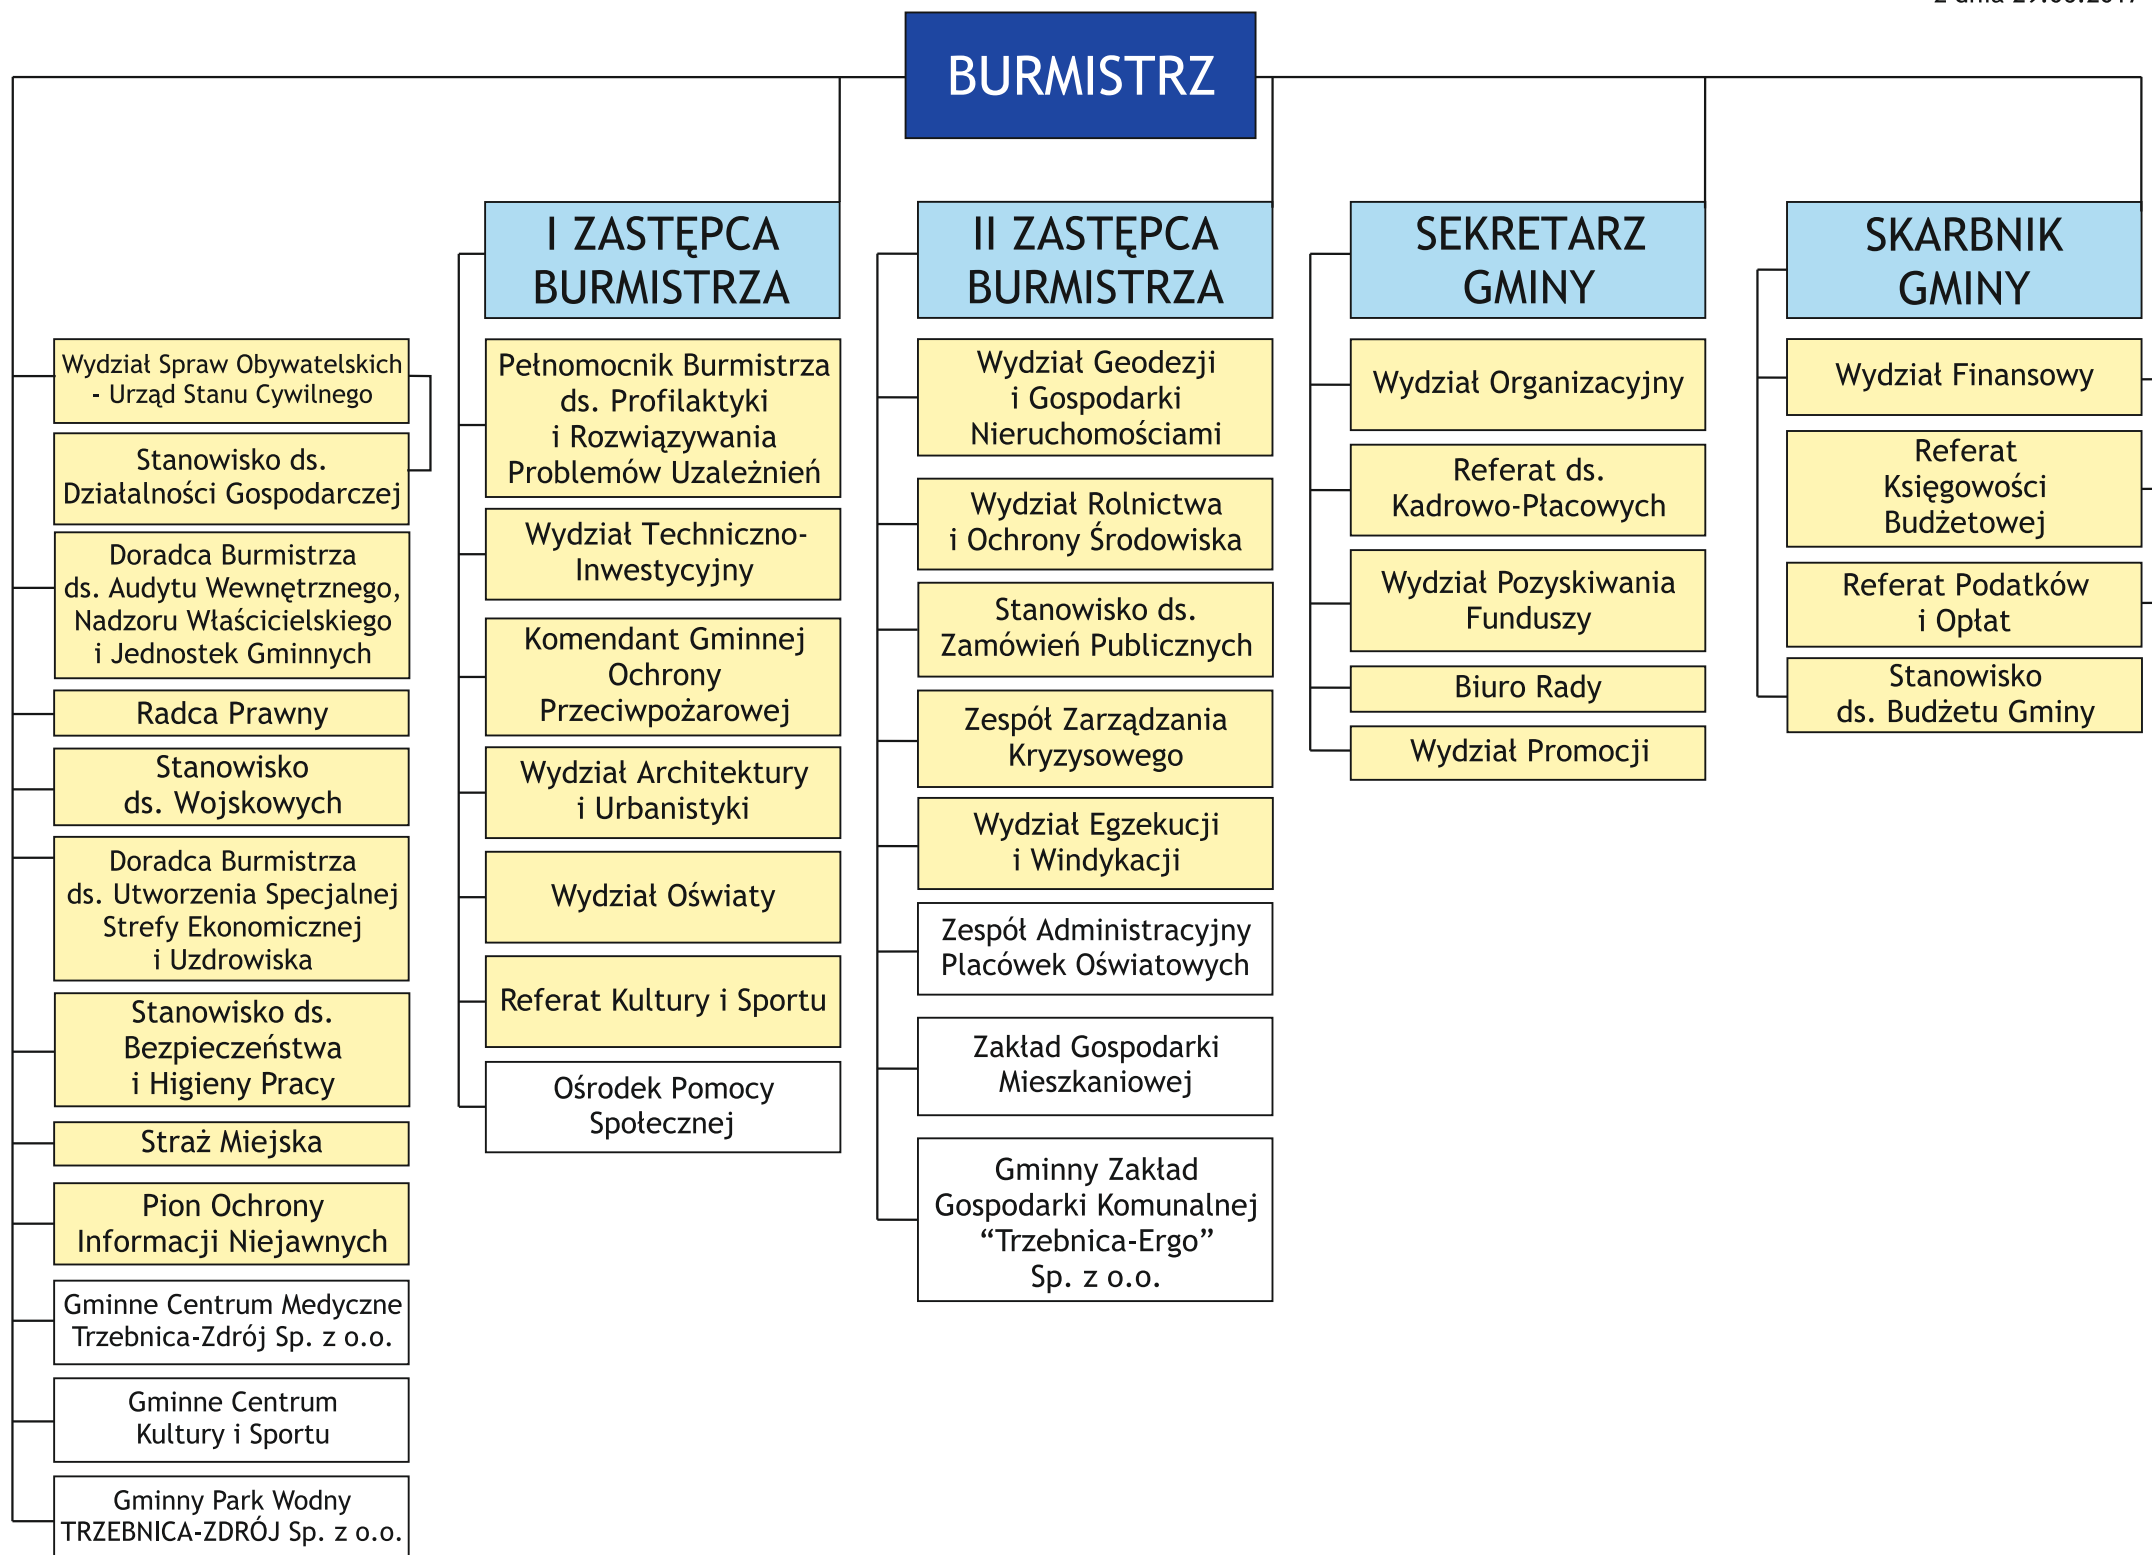 BURMISTRZ
I ZASTĘPCA
BURMISTRZA
II ZASTĘPCA
BURMISTRZA
SEKRETARZ
GMINY
SKARBNIK
GMINY
Wydział Spraw Obywatelskich
- Urząd Stanu Cywilnego
Stanowisko ds.
Działalności Gospodarczej
Doradca Burmistrza
ds. Audytu Wewnętrznego,
Nadzoru Właścicielskiego
i Jednostek Gminnych
Radca Prawny
Stanowisko
ds. Wojskowych
Doradca Burmistrza
ds. Utworzenia Specjalnej
Strefy Ekonomicznej
i Uzdrowiska
Stanowisko ds.
Bezpieczeństwa
i Higieny Pracy
Straż Miejska
Pion Ochrony
Informacji Niejawnych
Gminne Centrum Medyczne
Trzebnica-Zdrój Sp. z o.o.
Gminne Centrum
Kultury i Sportu
Gminny Park Wodny
TRZEBNICA-ZDRÓJ Sp. z o.o.
Pełnomocnik Burmistrza
ds. Profilaktyki
i Rozwiązywania
Problemów Uzależnień
Wydział Techniczno-
Inwestycyjny
Komendant Gminnej
Ochrony
Przeciwpożarowej
Wydział Architektury
i Urbanistyki
Wydział Oświaty
Referat Kultury i Sportu
Ośrodek Pomocy
Społecznej
Wydział Geodezji
i Gospodarki
Nieruchomościami
Wydział Rolnictwa
i Ochrony Środowiska
Stanowisko ds.
Zamówień Publicznych
Zespół Zarządzania
Kryzysowego
Wydział Egzekucji
i Windykacji
Zespół Administracyjny
Placówek Oświatowych
Zakład Gospodarki
Mieszkaniowej
Gminny Zakład
Gospodarki Komunalnej
“Trzebnica-Ergo”
Sp. z o.o.
Wydział Organizacyjny
Referat ds.
Kadrowo-Płacowych
Wydział Pozyskiwania
Funduszy
Biuro Rady
Wydział Promocji
Wydział Finansowy
Referat
Księgowości
Budżetowej
Referat Podatków
i Opłat
Stanowisko
ds. Budżetu Gminy